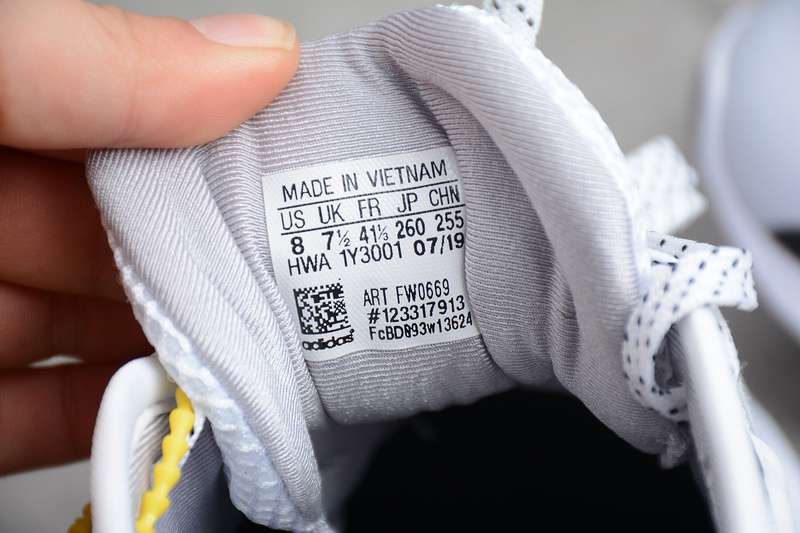 MADE IN VIETNAM
US UK FR JP CHN
8 7½ 41⅓ 260 255
HWA 1Y3001 07/19
ART FW0669
#123317913
FcBD093w13624
adidas